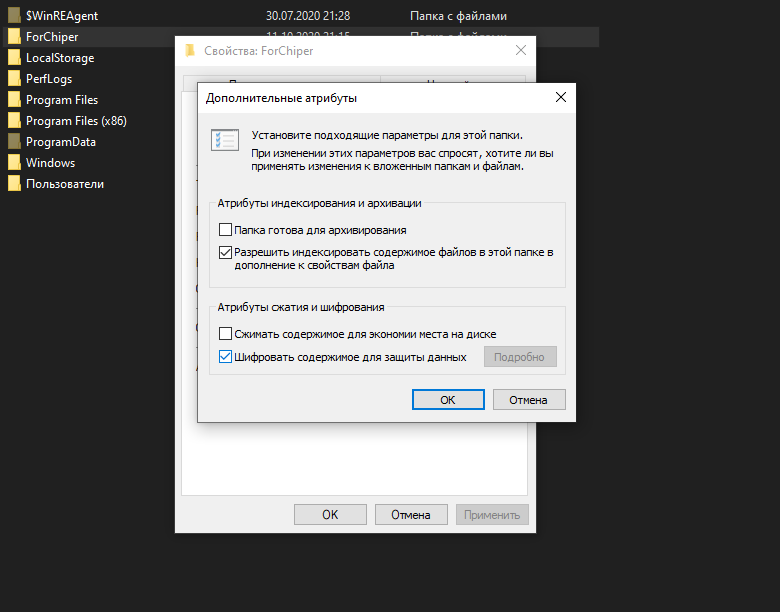 $WinREAgent 30.07.2020 21:28 Папка с файлами
ForChiper
LocalStorage
PerfLogs
Program Files
Program Files (x86)
ProgramData
Windows
Пользователи
Свойства: ForChiper
Дополнительные атрибуты
Установите подходящие параметры для этой папки.
При изменении этих параметров вас спросят, хотите ли вы
применять изменения к вложенным папкам и файлам.
Атрибуты индексирования и архивации
Папка готова для архивирования
Разрешить индексировать содержимое файлов в этой папке в
дополнение к свойствам файла
Атрибуты сжатия и шифрования
Сжимать содержимое для экономии места на диске
Шифровать содержимое для защиты данных Подробно
ОК Отмена
ОК Отмена Применить